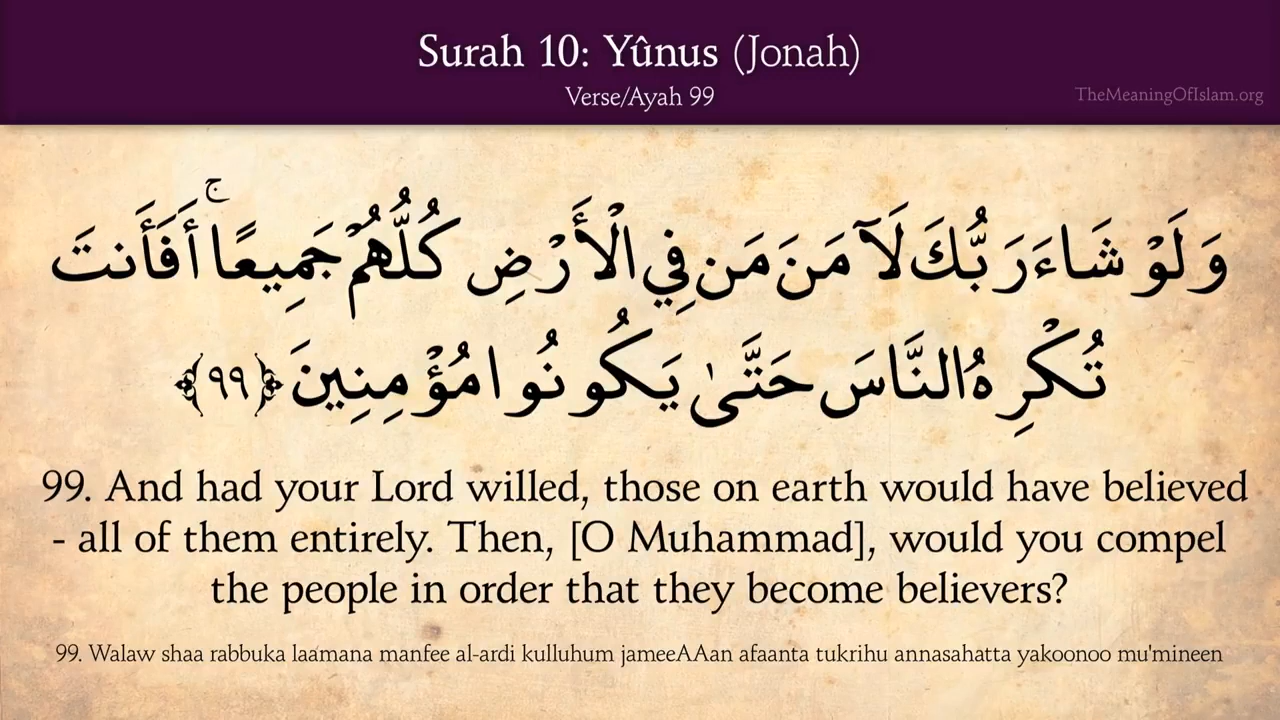 Surah 10: Yûnus (Jonah)
Verse/Ayah 99
TheMeaningOfIslam.org
وَلَوْ شَاءَ رَبُّكَ لَآمَنَ مَن فِي الْأَرْضِ كُلُّهُمْ جَمِيعًا ۚ أَفَأَنتَ
تُكْرِهُ النَّاسَ حَتَّىٰ يَكُونُوا مُؤْمِنِينَ ﴿٩٩﴾
99. And had your Lord willed, those on earth would have believed
- all of them entirely. Then, [O Muhammad], would you compel
the people in order that they become believers?
99. Walaw shaa rabbuka laamana manfee al-ardi kulluhum jameeAAan afaanta tukrihu annasahatta yakoonoo mu'mineen